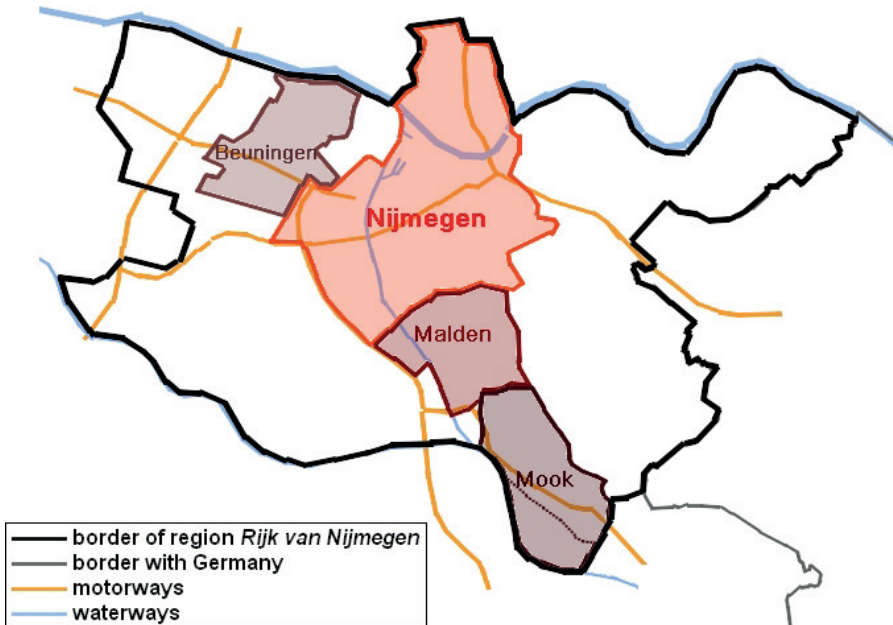 Beuningen
Nijmegen
Malden
Mook
border of region Rijk van Nijmegen
border with Germany
motorways
waterways